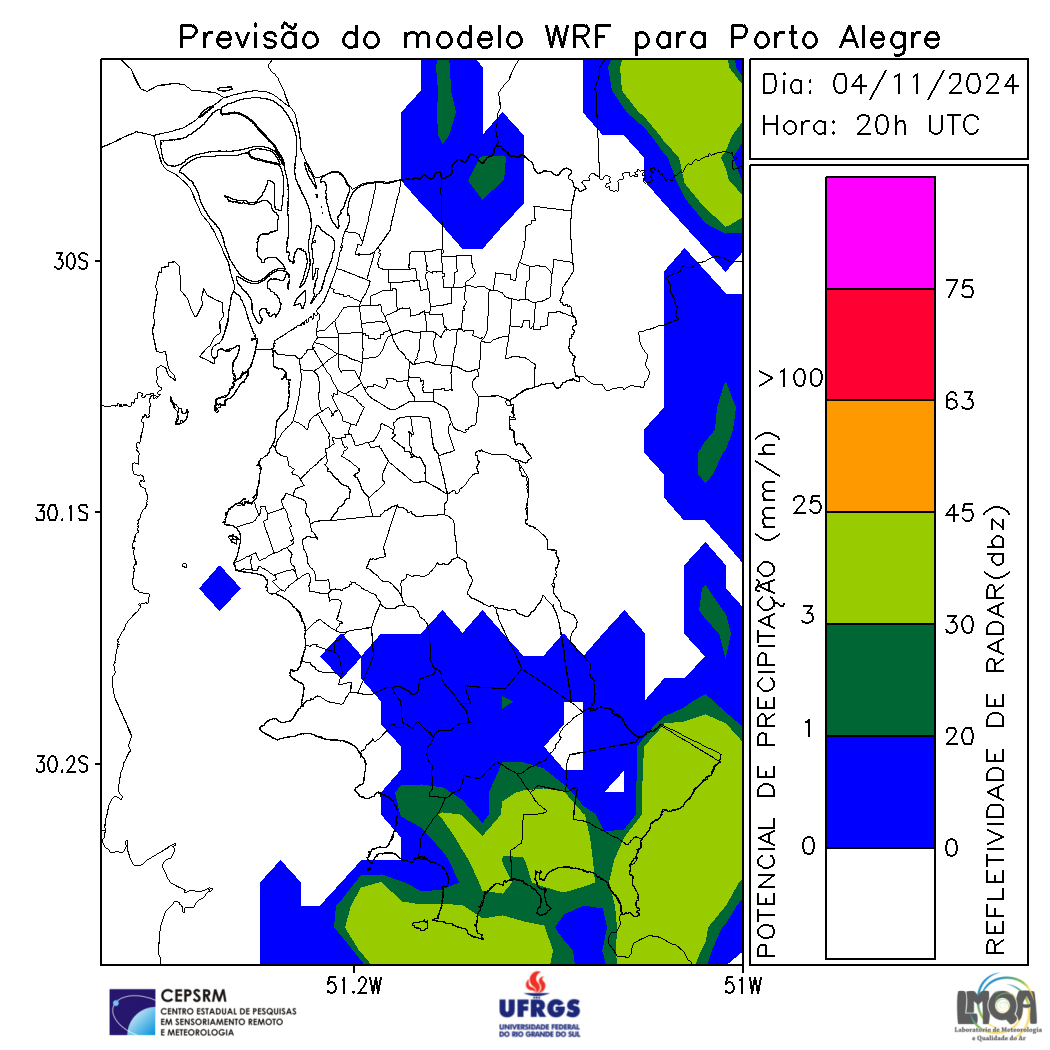 Previsão do modelo WRF para Porto Alegre
Dia: 04/11/2024
Hora: 20h UTC
30S
30.1S
30.2S
51.2W
51W
POTENCIAL DE PRECIPITAÇÃO (mm/h)
>100
25
3
1
0
75
63
45
30
20
0
REFLETIVIDADE DE RADAR(dbz)
CEPSRM
CENTRO ESTADUAL DE PESQUISAS
EM SENSORIAMENTO REMOTO
E METEOROLOGIA
UFRGS
UNIVERSIDADE FEDERAL
DO RIO GRANDE DO SUL
LMQA
Laboratório de Meteorologia
e Qualidade do Ar